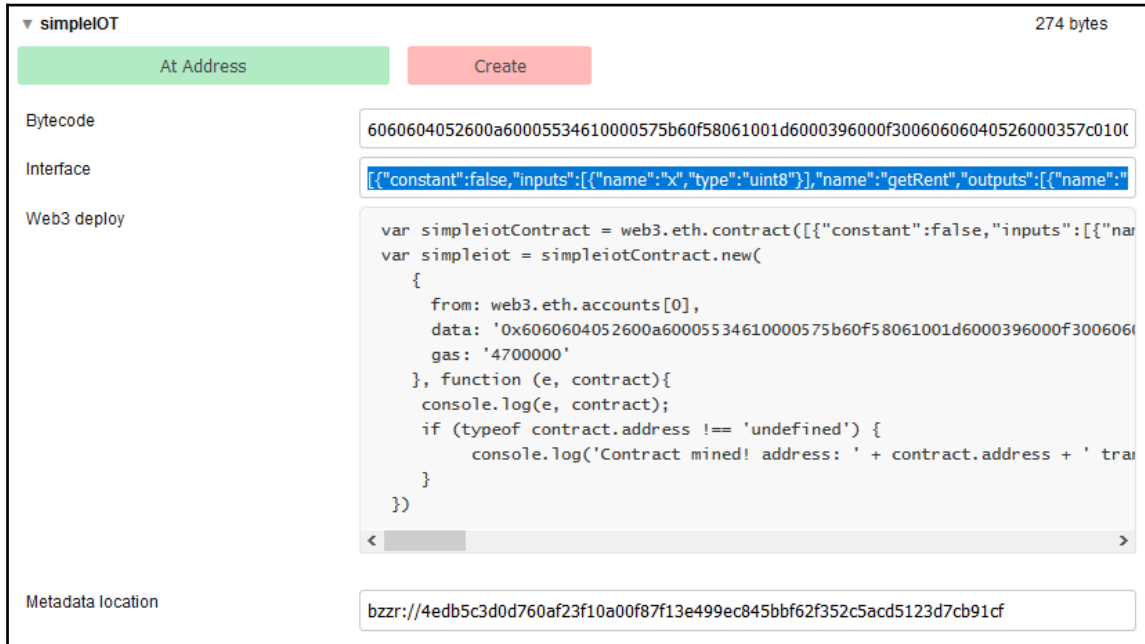 ▼ simpleIOT 274 bytes
At Address Create
Bytecode
6060604052600a60005534610000575b60f58061001d6000396000f30060606040526000357c0100
Interface
[{"constant":false,"inputs":[{"name":"x","type":"uint8"}],"name":"getRent","outputs":[{"name":"
Web3 deploy
var simpleiotContract = web3.eth.contract([{"constant":false,"inputs":[{"nam
var simpleiot = simpleiotContract.new(
{
from: web3.eth.accounts[0],
data: '0x6060604052600a60005534610000575b60f58061001d6000396000f3006060
gas: '4700000'
}, function (e, contract){
console.log(e, contract);
if (typeof contract.address !== 'undefined') {
console.log('Contract mined! address: ' + contract.address + ' tran
}
})
Metadata location
bzzr://4edb5c3d0d760af23f10a00f87f13e499ec845bbf62f352c5acd5123d7cb91cf